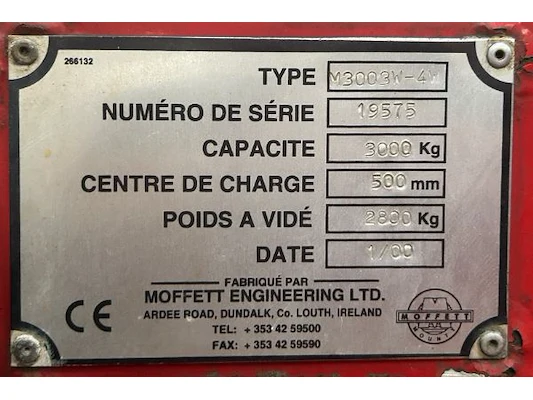 266132
TYPE M3003W-4W
NUMÉRO DE SÉRIE 19575
CAPACITE 3000 Kg
CENTRE DE CHARGE 500 mm
POIDS A VIDÉ 2800 Kg
DATE 1/00
FABRIQUÉ PAR
MOFFETT ENGINEERING LTD.
ARDEE ROAD, DUNDALK, Co. LOUTH, IRELAND
TEL: + 353 42 59500
FAX: + 353 42 59590
CE
MOFFETT
MOUNTY